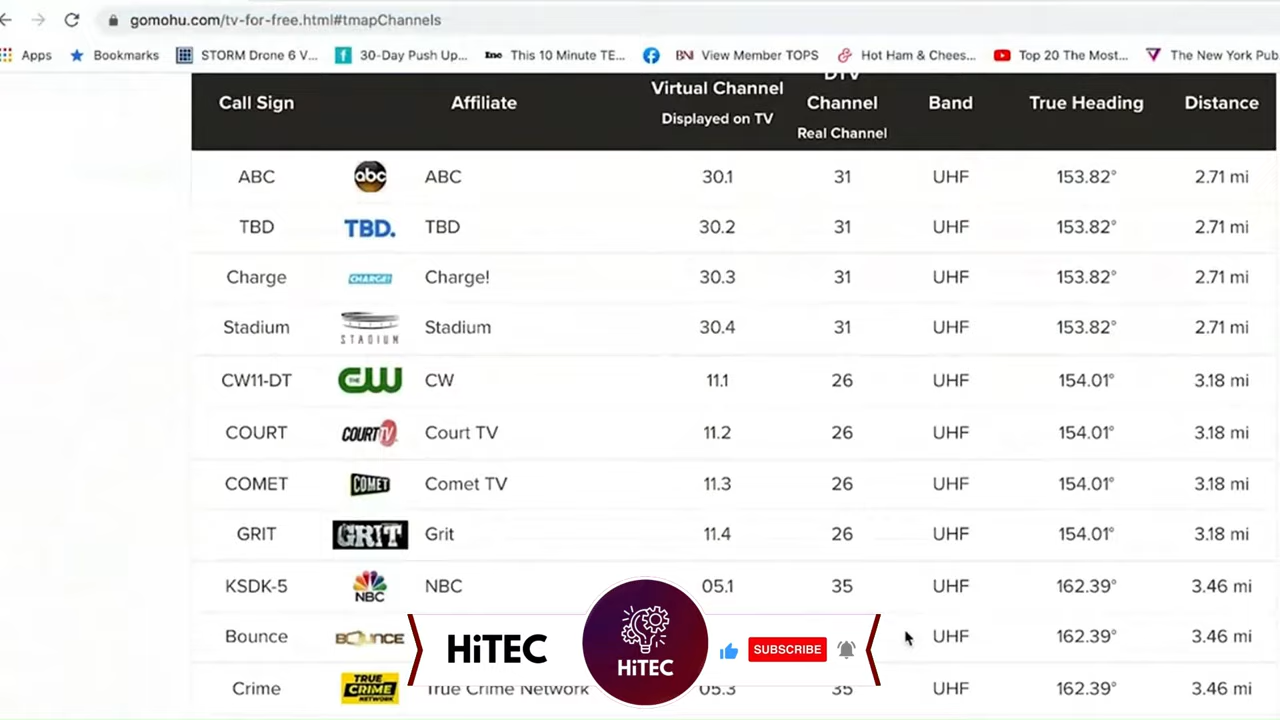 gomohu.com/tv-for-free.html#tmapChannels
Apps Bookmarks STORM Drone 6 V... 30-Day Push Up... Inc This 10 Minute TE... BNI View Member TOPS Hot Ham & Chees... Top 20 The Most... The New York Pub
Call Sign Affiliate Virtual Channel Displayed on TV DTV Channel Real Channel Band True Heading Distance
ABC abc ABC 30.1 31 UHF 153.82° 2.71 mi
TBD TBD. TBD 30.2 31 UHF 153.82° 2.71 mi
Charge CHARGE! Charge! 30.3 31 UHF 153.82° 2.71 mi
Stadium STADIUM Stadium 30.4 31 UHF 153.82° 2.71 mi
CW11-DT THE CW CW 11.1 26 UHF 154.01° 3.18 mi
COURT COURT TV Court TV 11.2 26 UHF 154.01° 3.18 mi
COMET COMET Comet TV 11.3 26 UHF 154.01° 3.18 mi
GRIT GRIT Grit 11.4 26 UHF 154.01° 3.18 mi
KSDK-5 NBC NBC 05.1 35 UHF 162.39° 3.46 mi
Bounce BOUNCE UHF 162.39° 3.46 mi
Crime TRUE CRIME NETWORK True Crime Network 05.3 35 UHF 162.39° 3.46 mi
HiTEC HiTEC SUBSCRIBE